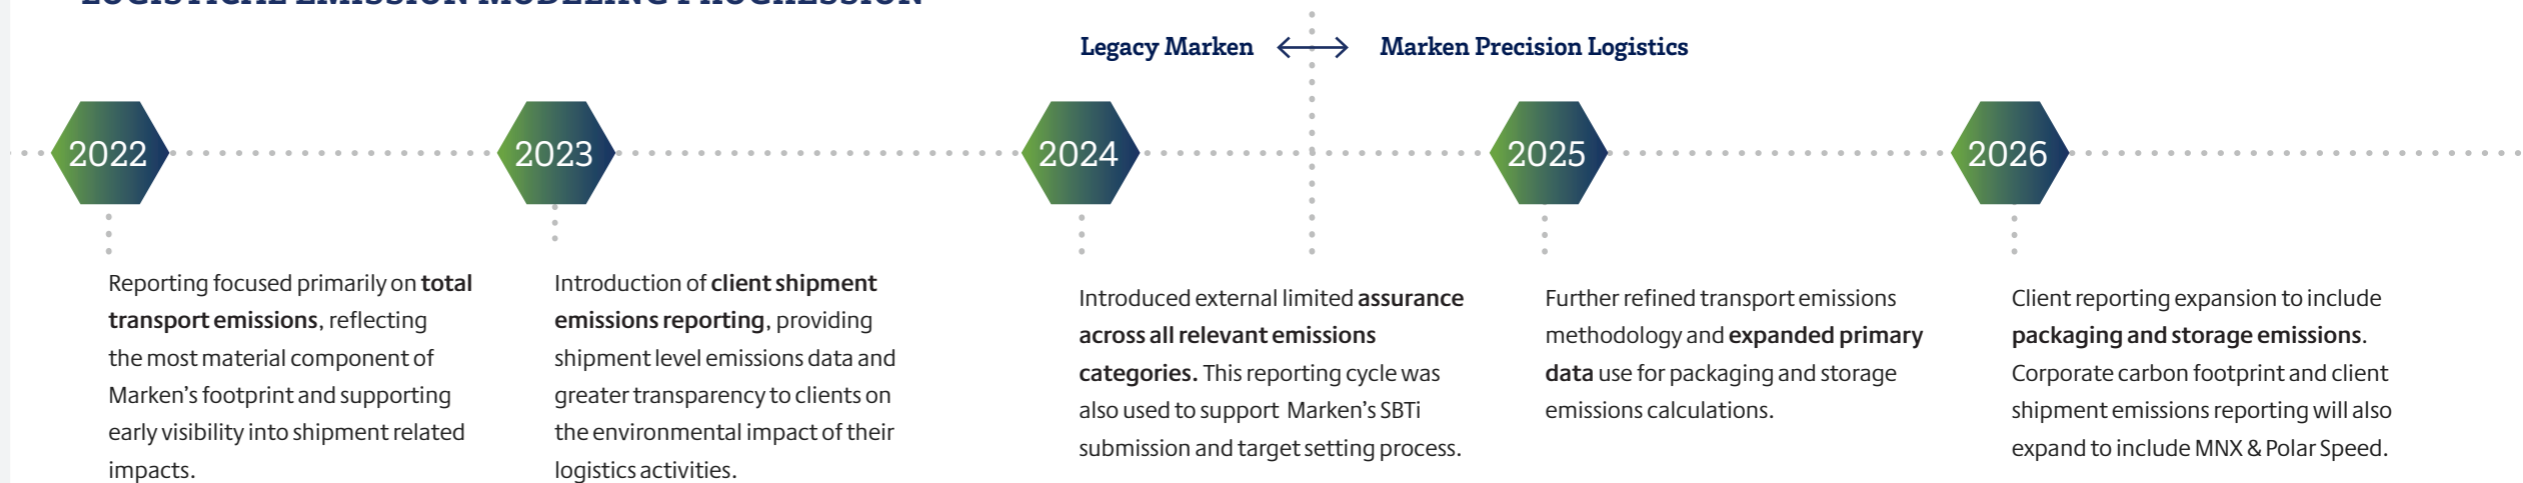 LOGISTICAL EMISSION MODELING PROGRESSION
Legacy Marken
Marken Precision Logistics
2022
2023
2024
2025
2026
Reporting focused primarily on total
transport emissions, reflecting
the most material component of
Marken's footprint and supporting
early visibility into shipment related
impacts.
Introduction of client shipment
emissions reporting, providing
shipment level emissions data and
greater transparency to clients on
the environmental impact of their
logistics activities.
Introduced external limited assurance
across all relevant emissions
categories. This reporting cycle was
also used to support Marken's SBTi
submission and target setting process.
Further refined transport emissions
methodology and expanded primary
data use for packaging and storage
emissions calculations.
Client reporting expansion to include
packaging and storage emissions.
Corporate carbon footprint and client
shipment emissions reporting will also
expand to include MNX & Polar Speed.